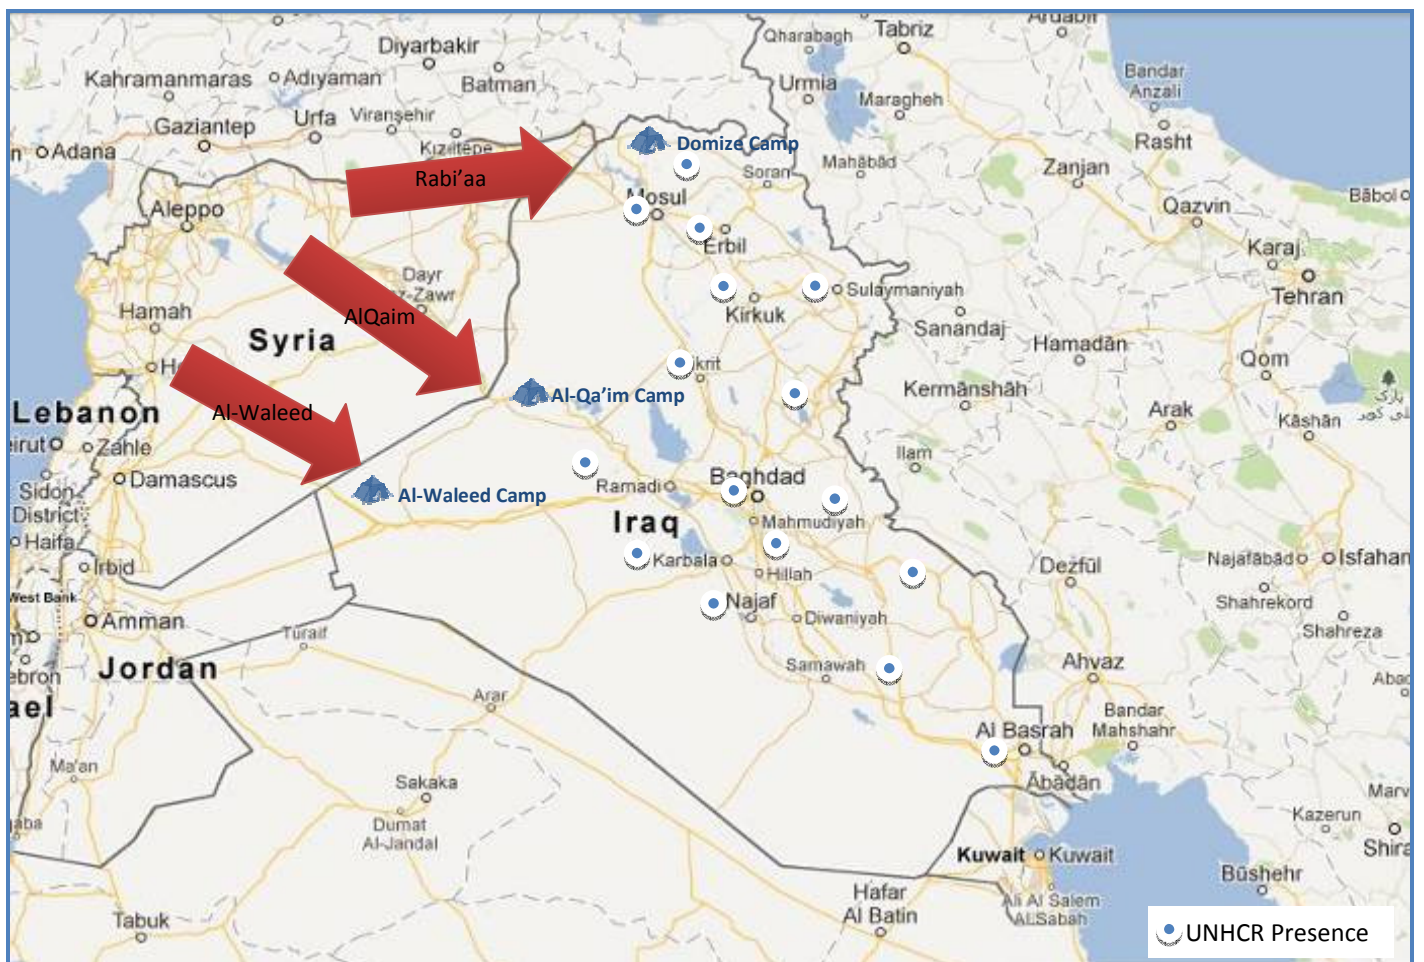 Diyarbakir
Qharabagh
Tabriz
Kahramanmaras
Adıyaman
Batman
Urmia
Bandar
Anzali
Maragheh
Gaziantep
Urfa
Viranşehir
Rasht
Adana
Kızıltepe
Domize Camp
Mahābād
Zanjan
Rabi'aa
Soran
Mosul
Bābol
Aleppo
Qazvin
Erbil
Karaj
Dayr
Tehran
AlQaim
Hamah
Sulaymaniyah
Kirkuk
Sanandaj
Syria
Hamadān
Qom
Kermānshāh
Al-Qa'im Camp
Al-Waleed
Lebanon
Arak
Kāshān
Zahle
Ilam
Damascus
Sidon
District
Al-Waleed Camp
Ramadi
Baghdad
Iraq
Mahmudiyah
Haifa
Karbala
Najafābād
Isfahan
Irbid
Hillah
Dezfūl
West Bank
Najaf
Shahrekord
Amman
Diwaniyah
Shahreza
Turaif
Jordan
Samawah
Ahvaz
Arar
Bandar
Mahshahr
Al Basrah
Ma'an
Sakaka
Ābādān
Dumat
Al-Jandal
Kazerun
Kuwait
Kuwait
Hafar
Al Batin
Ali Al Salem
ALSabah
Būshehr
Tabuk
UNHCR Presence